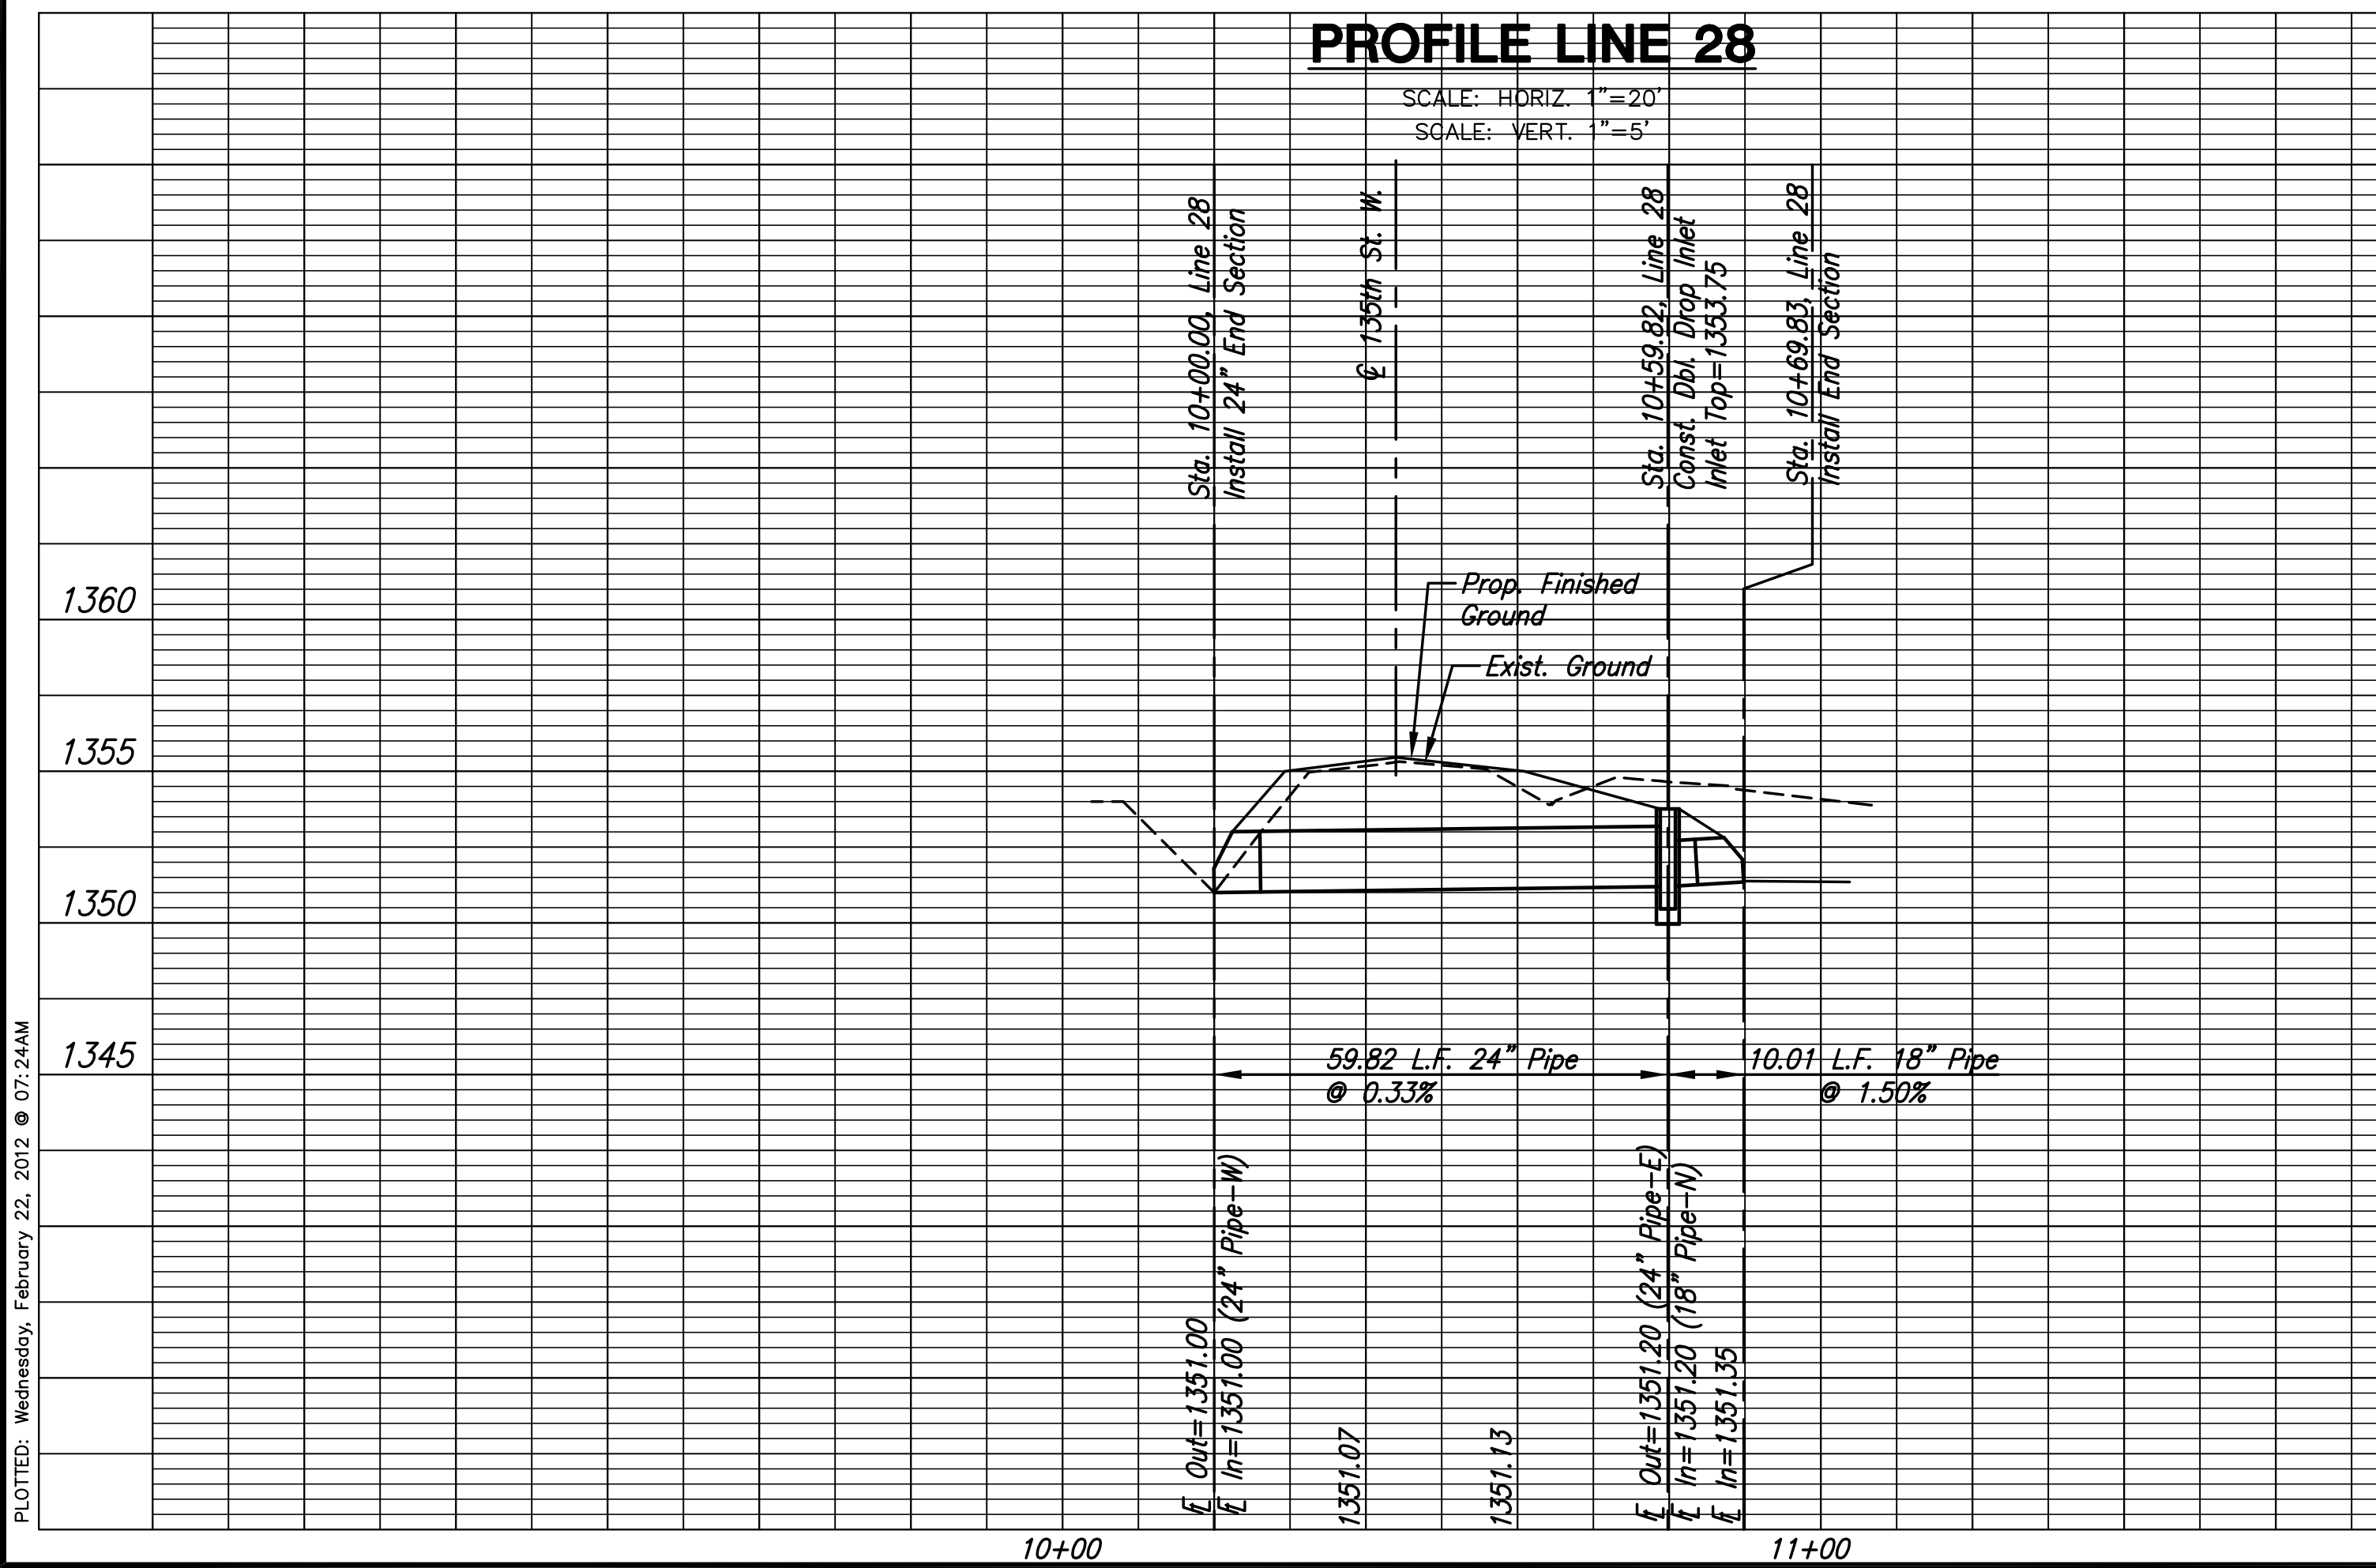 PROFILE LINE 28
SCALE: HORIZ. 1"=20'
SCALE: VERT. 1"=5'
Sta. 10+00.00, Line 28
Install 24" End Section
℄ 135th St. W.
Sta. 10+59.82, Line 28
Const. Dbl. Drop Inlet
Inlet Top=1353.75
Sta. 10+69.83, Line 28
Install End Section
Prop. Finished
Ground
Exist. Ground
1360
1355
1350
1345
59.82 L.F. 24" Pipe
@ 0.33%
10.01 L.F. 18" Pipe
@ 1.50%
FL Out=1351.00
FL In=1351.00 (24" Pipe-W)
1351.07
1351.13
FL Out=1351.20 (24" Pipe-E)
FL In=1351.20 (18" Pipe-N)
FL In=1351.35
10+00
11+00
PLOTTED: Wednesday, February 22, 2012 @ 07:24AM